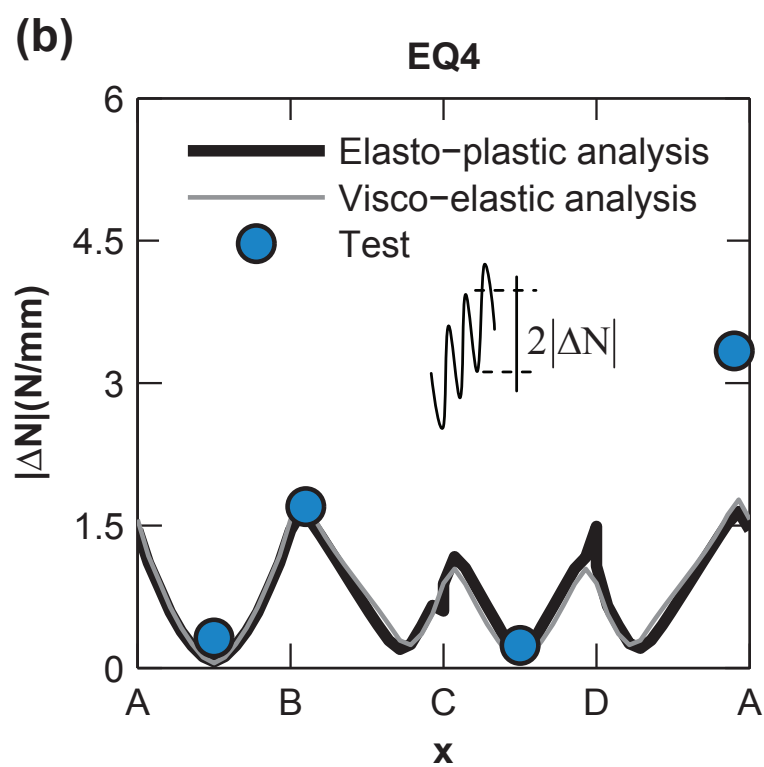 (b)
EQ4
6
Elasto−plastic analysis
Visco−elastic analysis
4.5
Test
2|ΔN|
|ΔN|(N/mm)
3
1.5
0
A B C D A
x